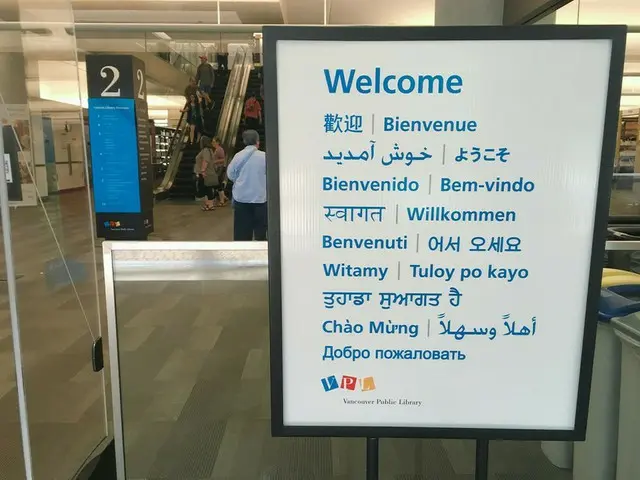 2
2
Welcome
歡迎 | Bienvenue
خوش آمدید | ようこそ
Bienvenido | Bem-vindo
स्वागत | Willkommen
Benvenuti | 어서 오세요
Witamy | Tuloy po kayo
ਤੁਹਾਡਾ ਸੁਆਗਤ ਹੈ
Chào Mừng | أهلاً وسهلاً
Добро пожаловать
VPL
Vancouver Public Library